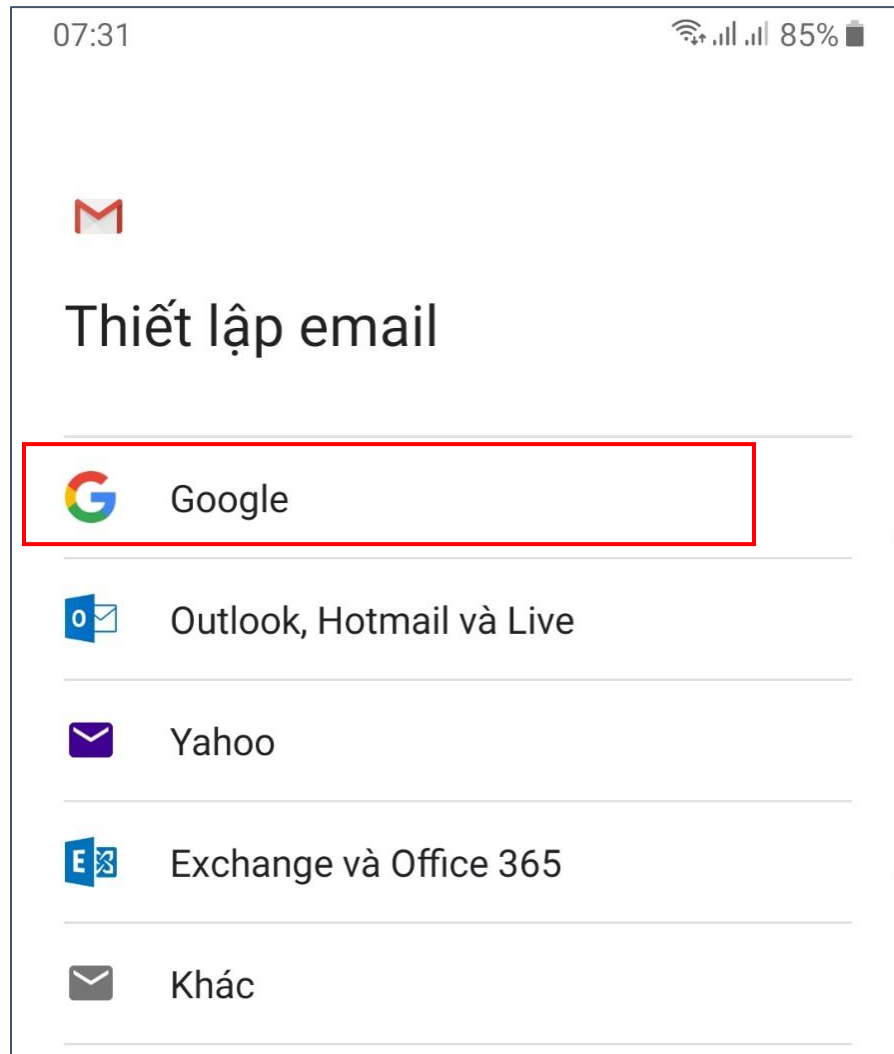 07:31 85%
Thiết lập email
Google
Outlook, Hotmail và Live
Yahoo
Exchange và Office 365
Khác